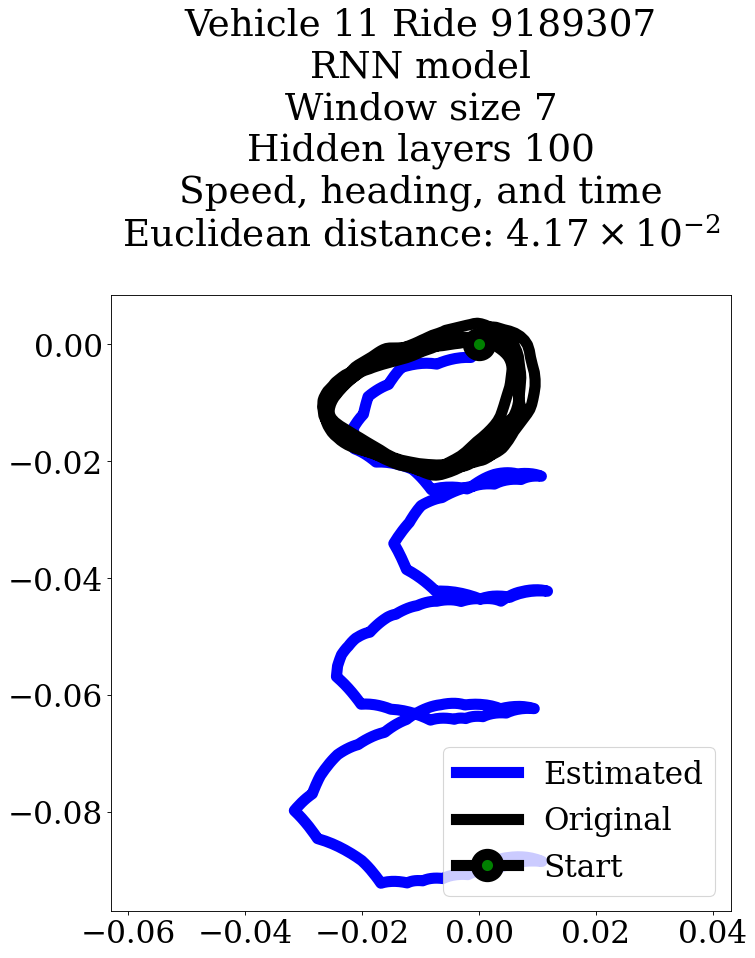 Vehicle 11 Ride 9189307
RNN model
Window size 7
Hidden layers 100
Speed, heading, and time
Euclidean distance: 4.17 × 10⁻²
0.00
−0.02
−0.04
−0.06
−0.08
Estimated
Original
Start
−0.06 −0.04 −0.02 0.00 0.02 0.04